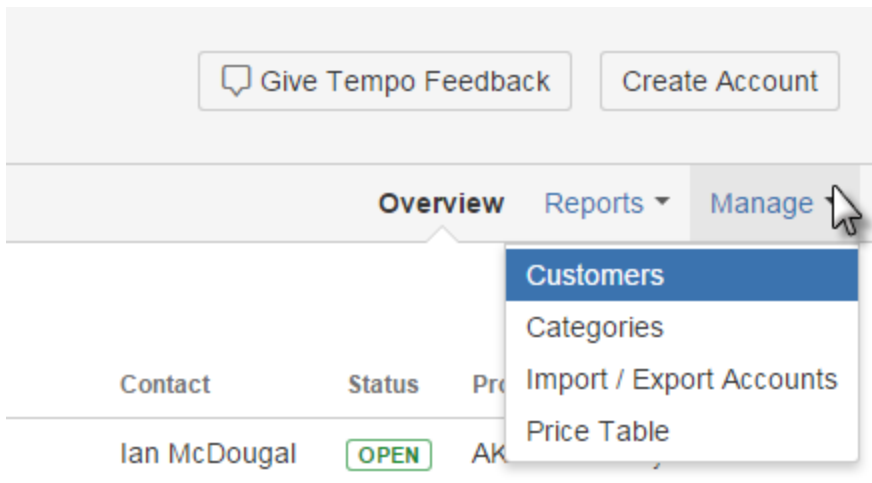 Give Tempo Feedback
Create Account
Overview Reports Manage
Customers
Categories
Import / Export Accounts
Price Table
Contact Status
Ian McDougal OPEN